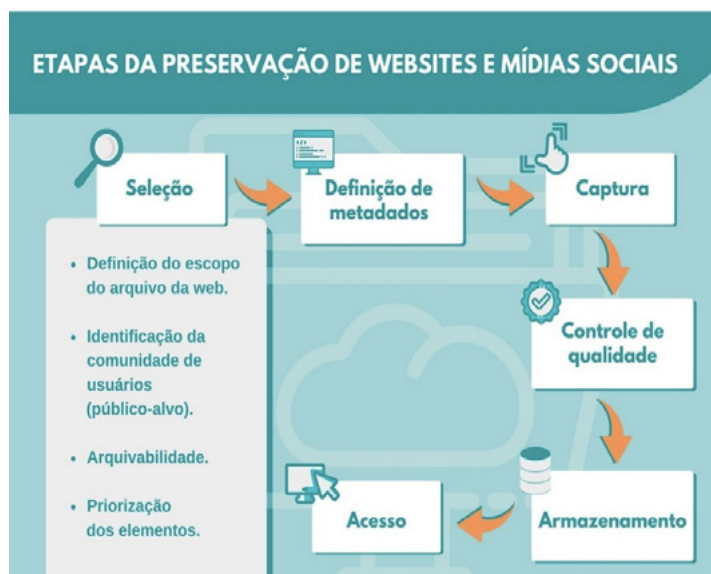 ETAPAS DA PRESERVAÇÃO DE WEBSITES E MÍDIAS SOCIAIS
Seleção
Definição de
metadados
Captura
• Definição do escopo
do arquivo da web.
• Identificação da
comunidade de
usuários
(público-alvo).
• Arquivabilidade.
• Priorização
dos elementos.
Controle de
qualidade
Armazenamento
Acesso